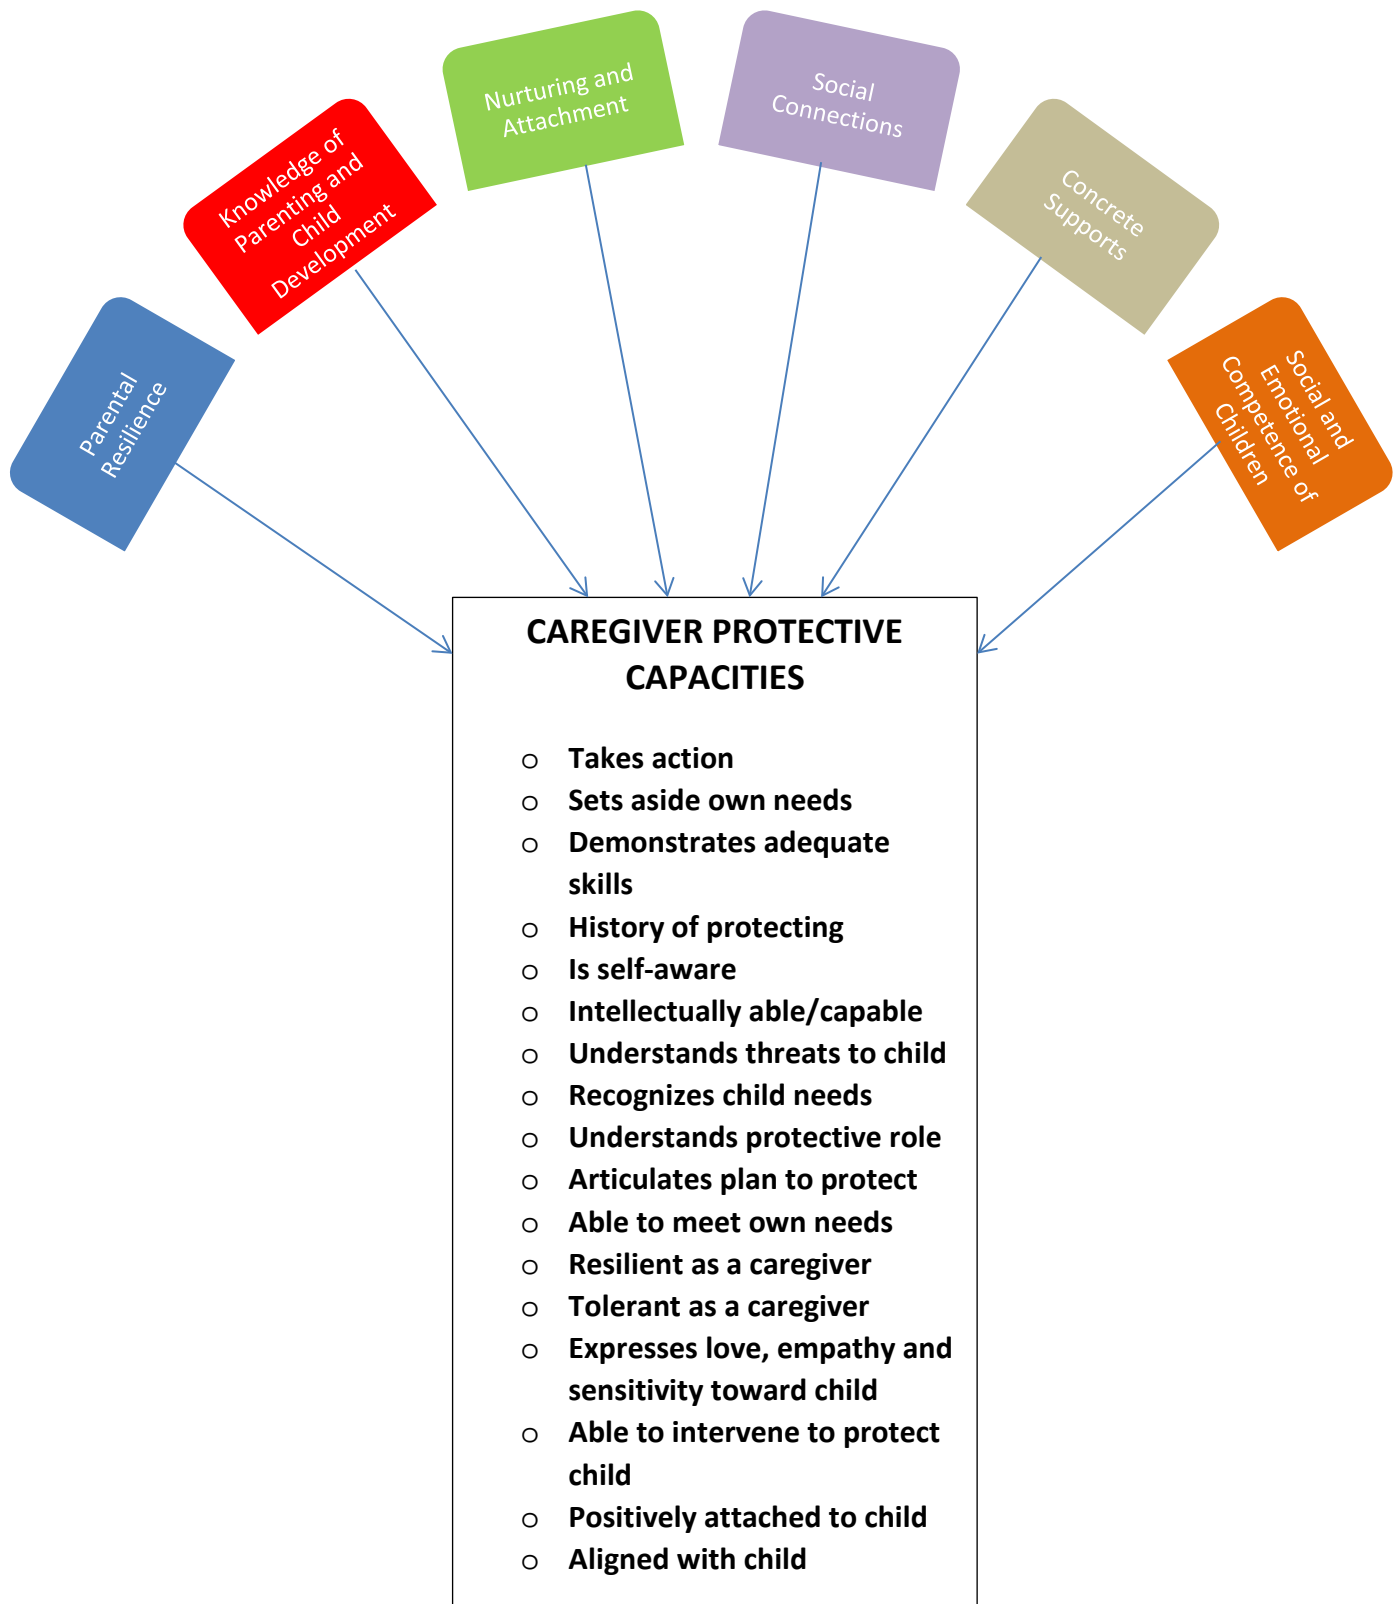 Parental
Resilience
Knowledge of
Parenting and
Child
Development
Nurturing and
Attachment
Social
Connections
Concrete
Supports
Social and
Emotional
Competence of
Children
CAREGIVER PROTECTIVE
CAPACITIES
o Takes action
o Sets aside own needs
o Demonstrates adequate
skills
o History of protecting
o Is self-aware
o Intellectually able/capable
o Understands threats to child
o Recognizes child needs
o Understands protective role
o Articulates plan to protect
o Able to meet own needs
o Resilient as a caregiver
o Tolerant as a caregiver
o Expresses love, empathy and
sensitivity toward child
o Able to intervene to protect
child
o Positively attached to child
o Aligned with child